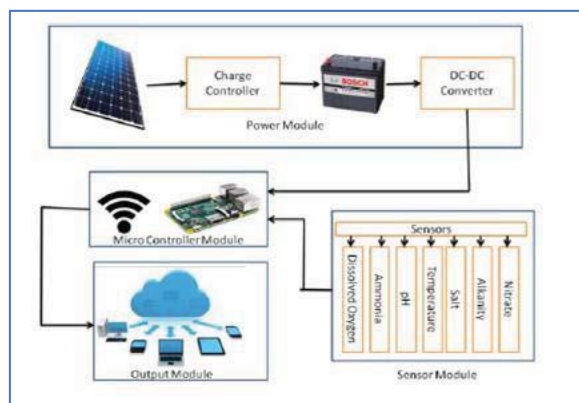 Charge
Controller
BOSCH
DC-DC
Converter
Power Module
Micro Controller Module
Output Module
Sensors
Dissolved Oxygen
Ammonia
pH
Temperature
Salt
Alkanity
Nitrate
Sensor Module